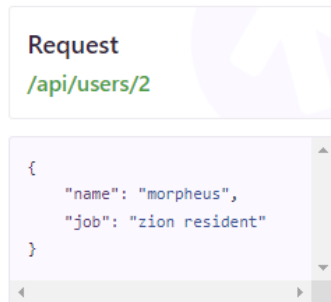 Request
/api/users/2
{
    "name": "morpheus",
    "job": "zion resident"
}